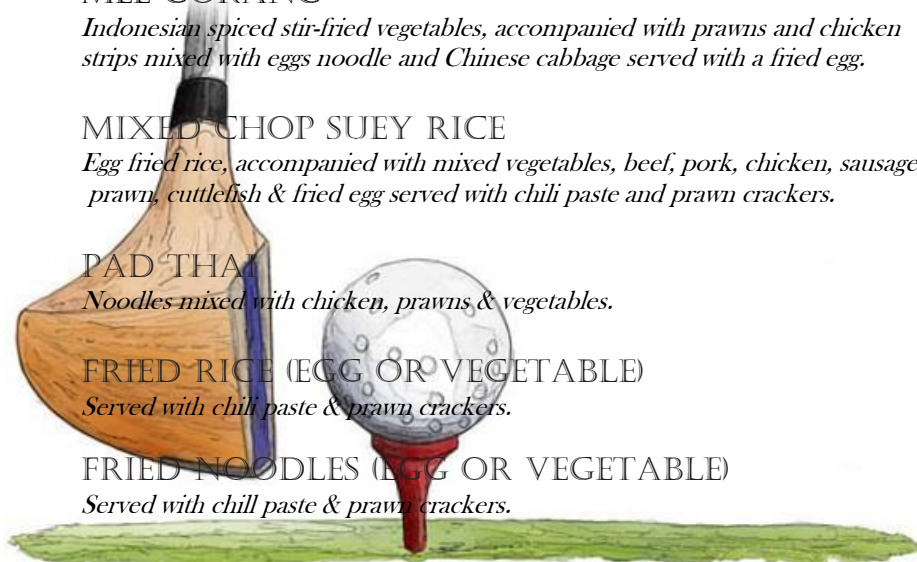 MEE GORANG
Indonesian spiced stir-fried vegetables, accompanied with prawns and chicken
strips mixed with eggs noodle and Chinese cabbage served with a fried egg.
MIXED CHOP SUEY RICE
Egg fried rice, accompanied with mixed vegetables, beef, pork, chicken, sausage,
prawn, cuttlefish & fried egg served with chili paste and prawn crackers.
PAD THAI
Noodles mixed with chicken, prawns & vegetables.
FRIED RICE (EGG OR VEGETABLE)
Served with chili paste & prawn crackers.
FRIED NOODLES (EGG OR VEGETABLE)
Served with chill paste & prawn crackers.